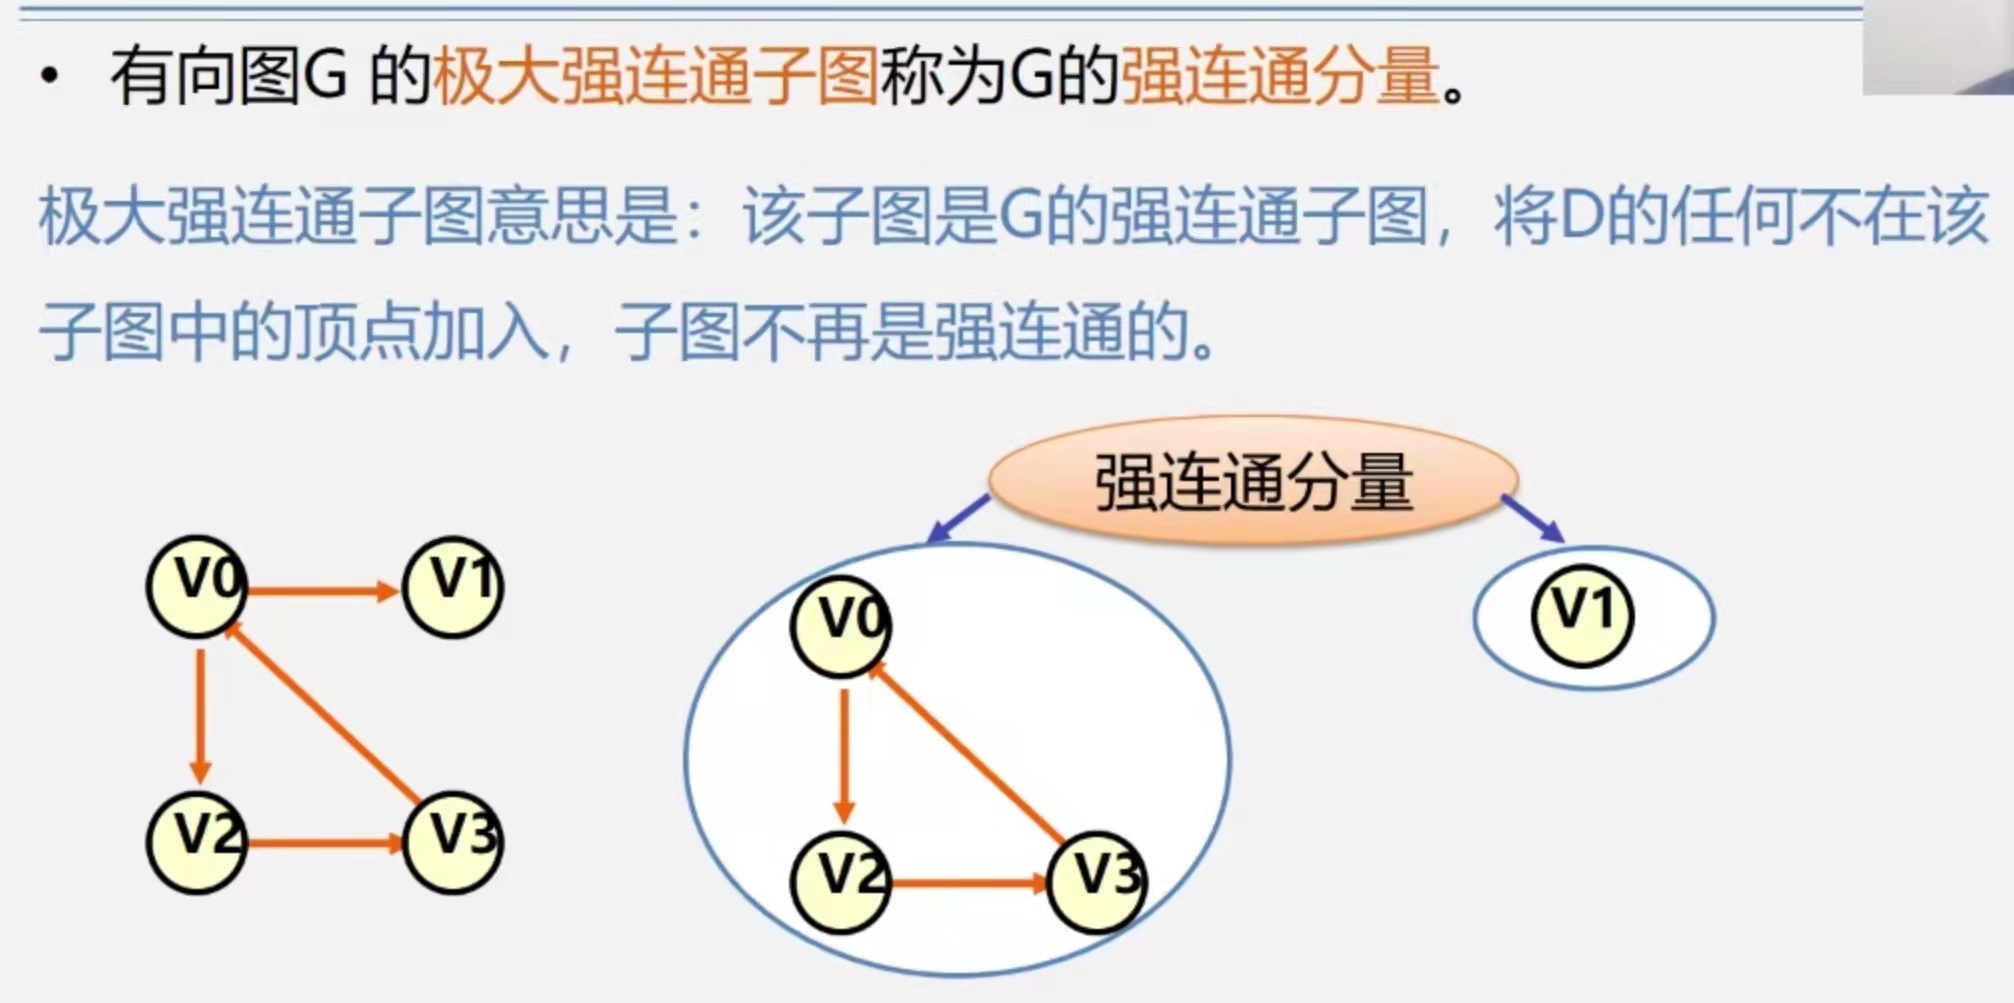 • 有向图G 的极大强连通子图称为G的强连通分量。
极大强连通子图意思是：该子图是G的强连通子图，将D的任何不在该
子图中的顶点加入，子图不再是强连通的。
强连通分量
V0 V1
V2 V3
V0
V2 V3
V1